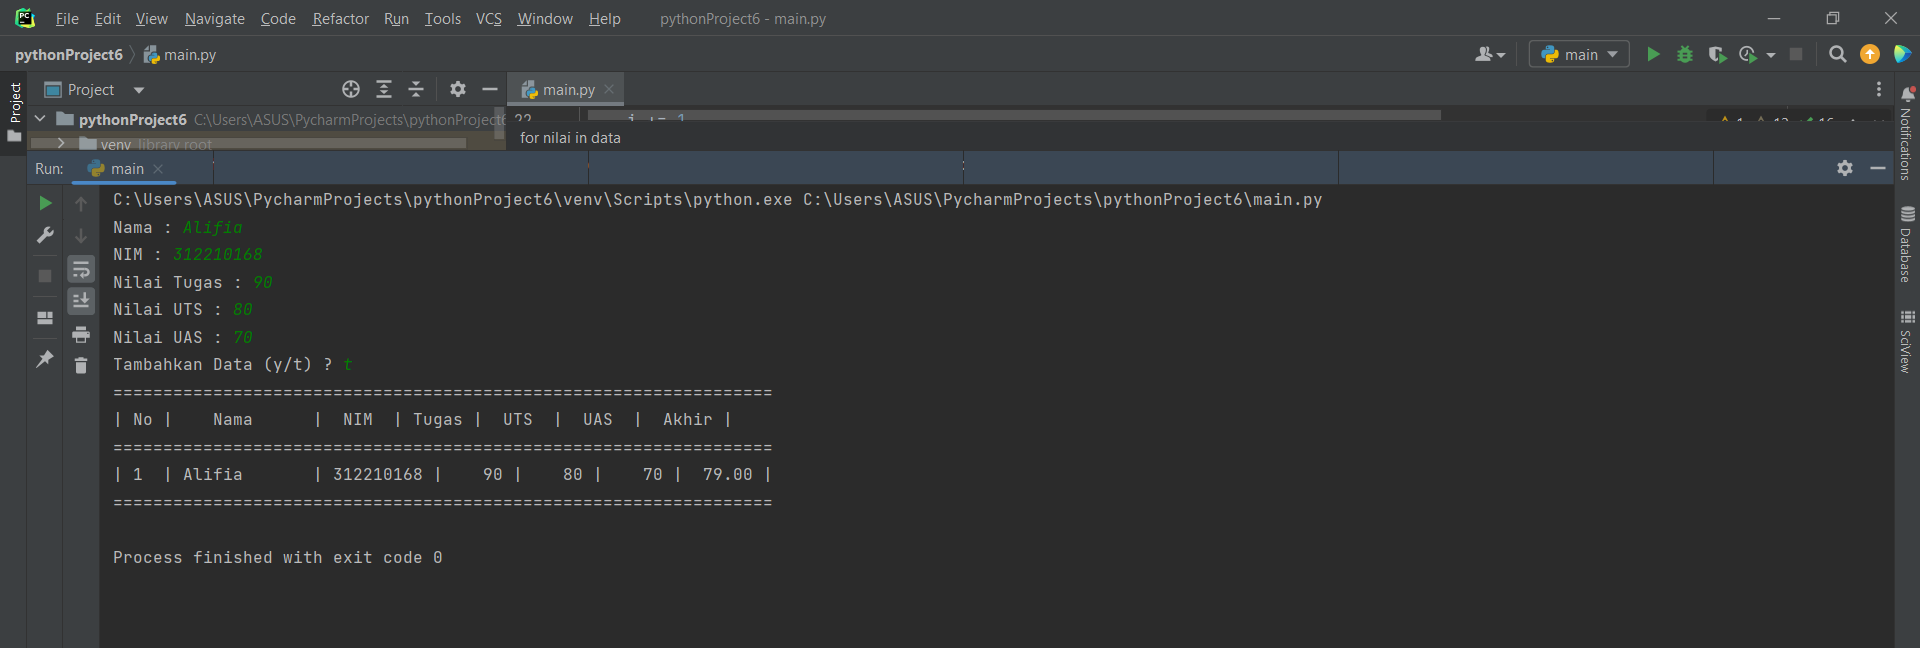 PC File Edit View Navigate Code Refactor Run Tools VCS Window Help pythonProject6 - main.py
pythonProject6 main.py main
Project
Project main.py
pythonProject6 C:\Users\ASUS\PycharmProjects\pythonProject6 22 i += 1
venv library root for nilai in data
Run: main
C:\Users\ASUS\PycharmProjects\pythonProject6\venv\Scripts\python.exe C:\Users\ASUS\PycharmProjects\pythonProject6\main.py
Nama : Alifia
NIM : 312210168
Nilai Tugas : 90
Nilai UTS : 80
Nilai UAS : 70
Tambahkan Data (y/t) ? t
==================================================================
| No |    Nama      |  NIM  | Tugas |  UTS  |  UAS  |  Akhir |
==================================================================
| 1  | Alifia       | 312210168 |    90 |    80 |    70 |  79.00 |
==================================================================
Process finished with exit code 0
Notifications
Database
SciView